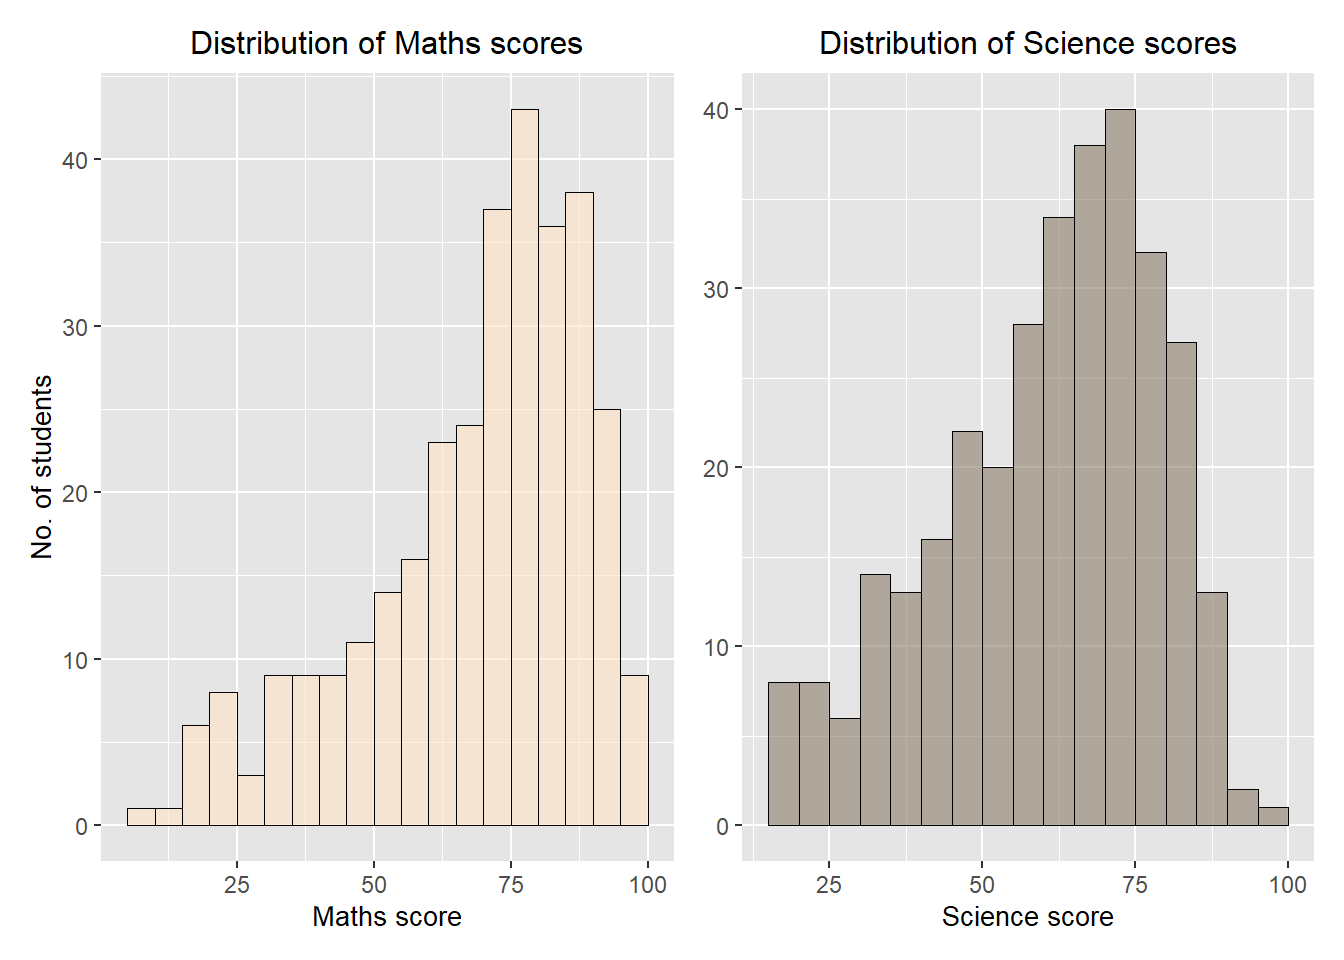 Distribution of Maths scores
No. of students
40
30
20
10
0
25 50 75 100
Maths score
Distribution of Science scores
40
30
20
10
0
25 50 75 100
Science score